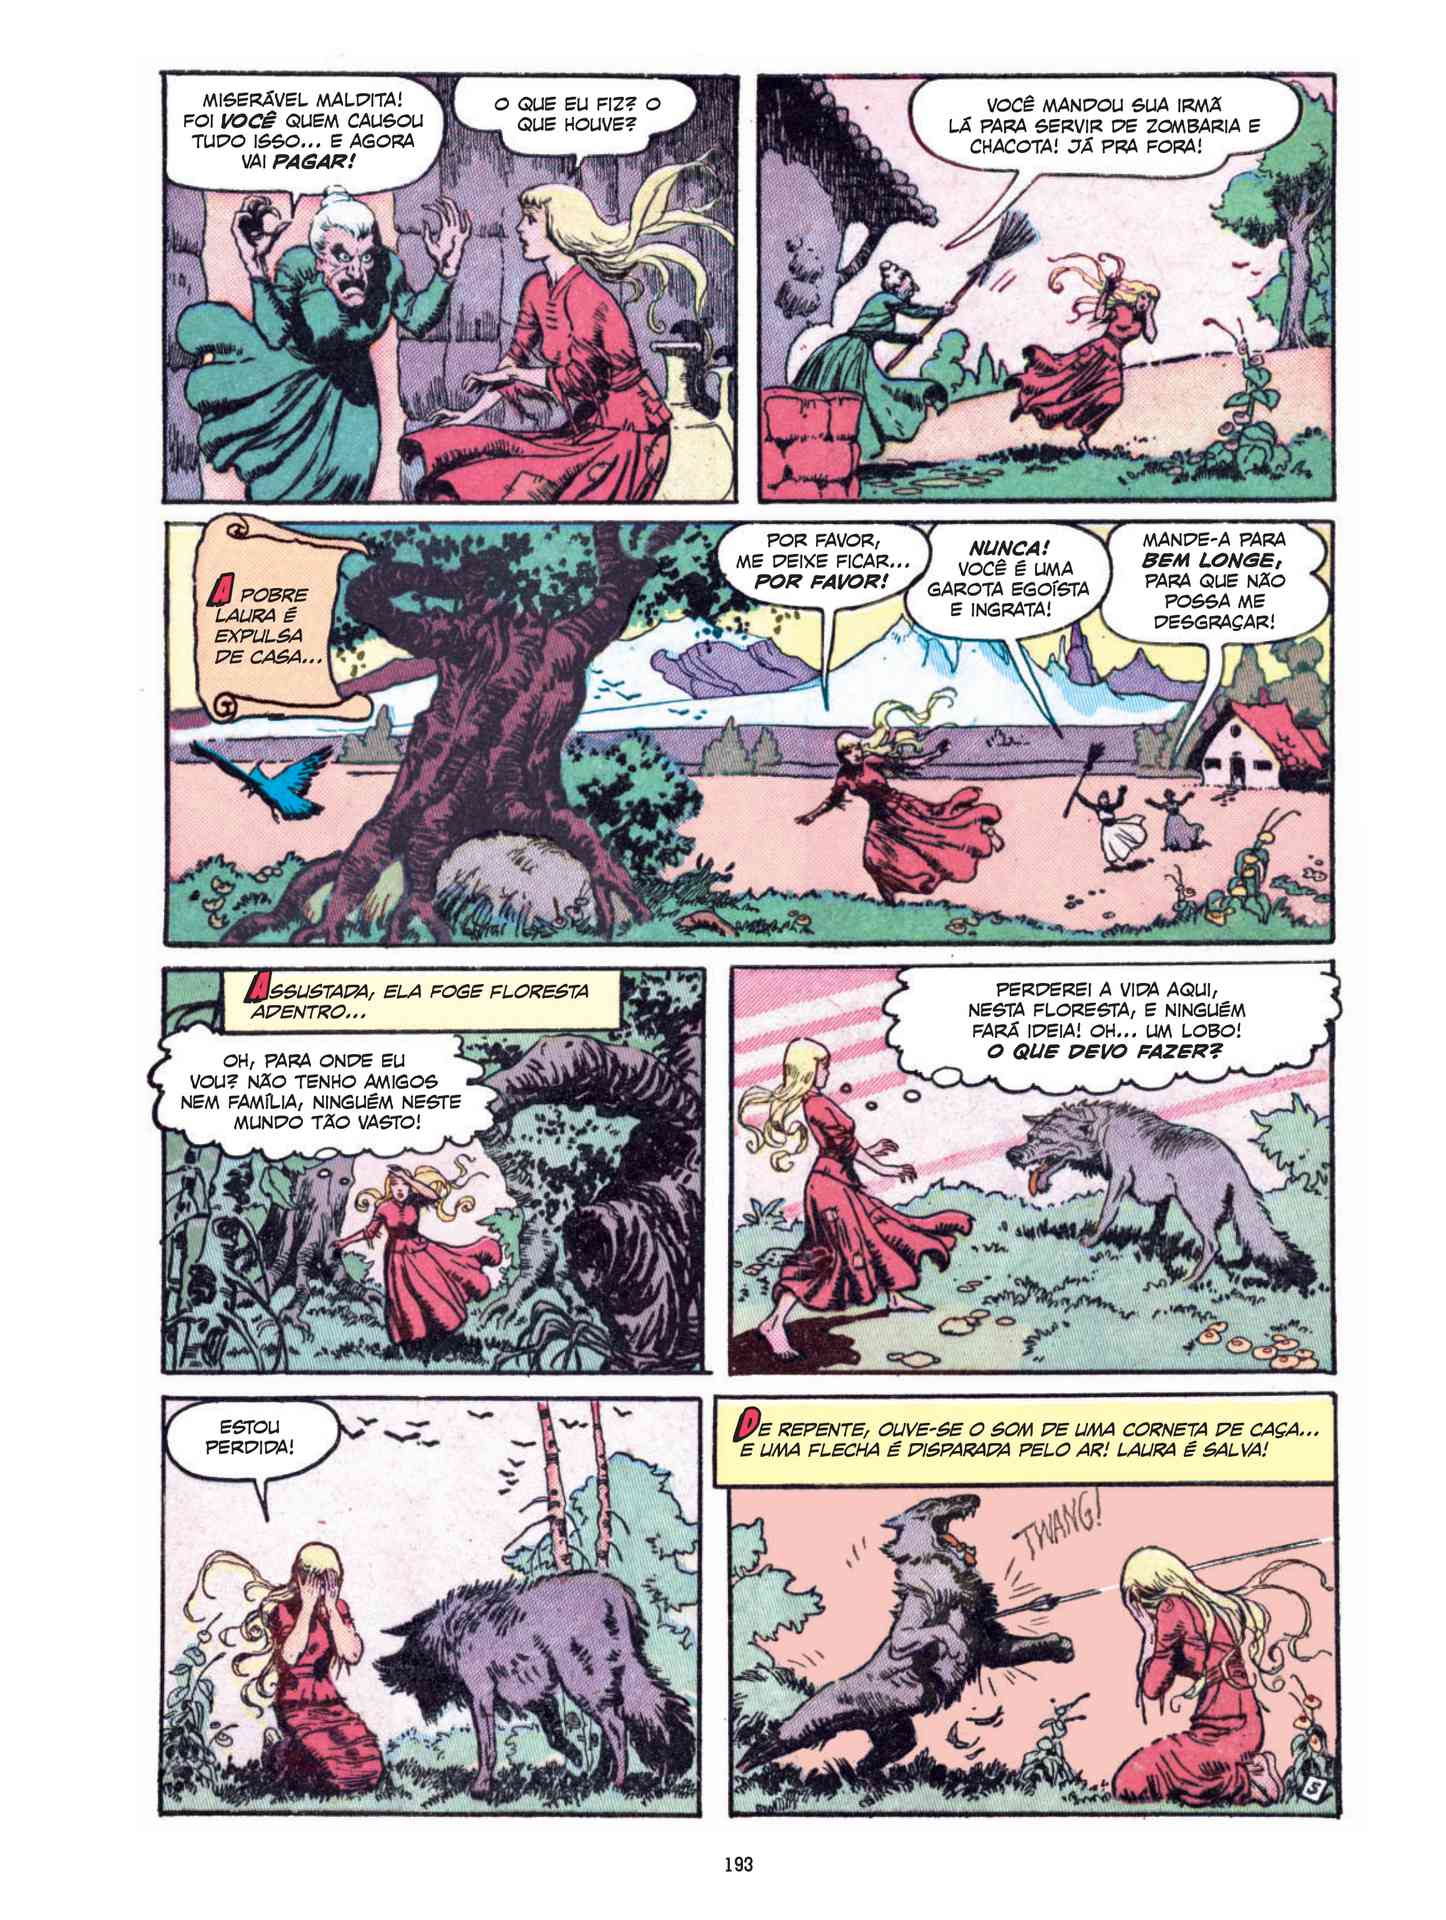 MISERÁVEL MALDITA!
FOI VOCÊ QUEM CAUSOU
TUDO ISSO... E AGORA
VAI PAGAR!
O QUE EU FIZ? O
QUE HOUVE?
VOCÊ MANDOU SUA IRMÃ
LÁ PARA SERVIR DE ZOMBARIA E
CHACOTA! JÁ PRA FORA!
A POBRE
LAURA É
EXPULSA
DE CASA...
POR FAVOR,
ME DEIXE FICAR...
POR FAVOR!
NUNCA!
VOCÊ É UMA
GAROTA EGOÍSTA
E INGRATA!
MANDE-A PARA
BEM LONGE,
PARA QUE NÃO
POSSA ME
DESGRAÇAR!
ASSUSTADA, ELA FOGE FLORESTA
ADENTRO...
OH, PARA ONDE EU
VOU? NÃO TENHO AMIGOS
NEM FAMÍLIA, NINGUÉM NESTE
MUNDO TÃO VASTO!
PERDEREI A VIDA AQUI,
NESTA FLORESTA, E NINGUÉM
FARÁ IDEIA! OH... UM LOBO!
O QUE DEVO FAZER?
ESTOU
PERDIDA!
DE REPENTE, OUVE-SE O SOM DE UMA CORNETA DE CAÇA...
E UMA FLECHA É DISPARADA PELO AR! LAURA É SALVA!
TWANG!
5
193